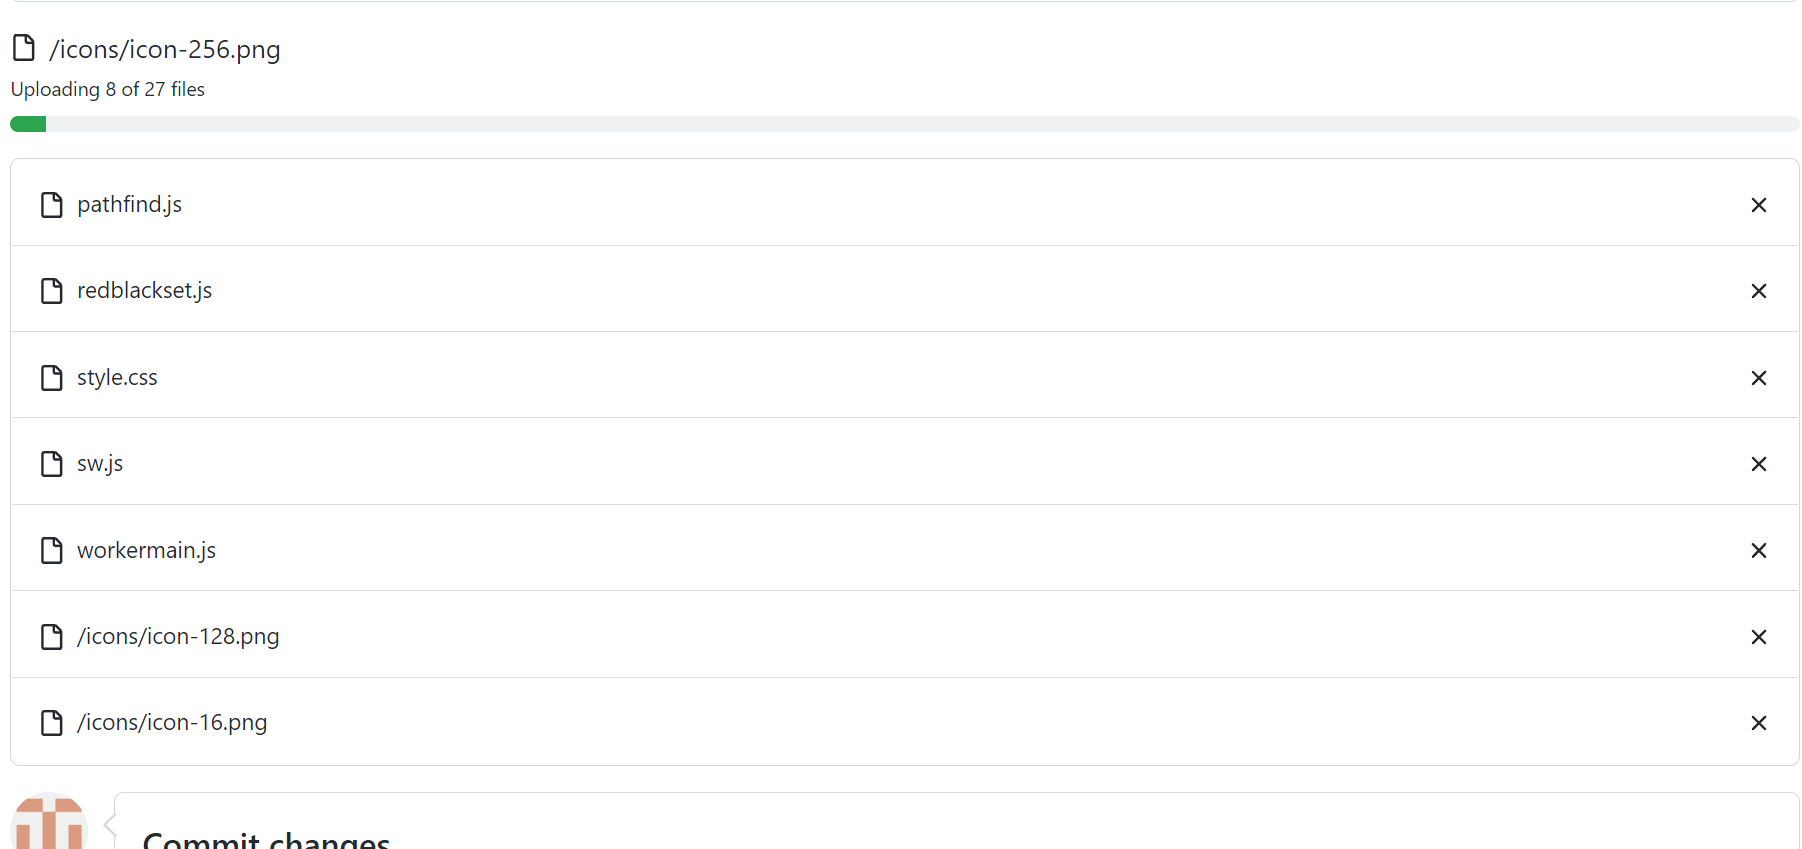 /icons/icon-256.png
Uploading 8 of 27 files
pathfind.js
redblackset.js
style.css
sw.js
workermain.js
/icons/icon-128.png
/icons/icon-16.png
Commit changes